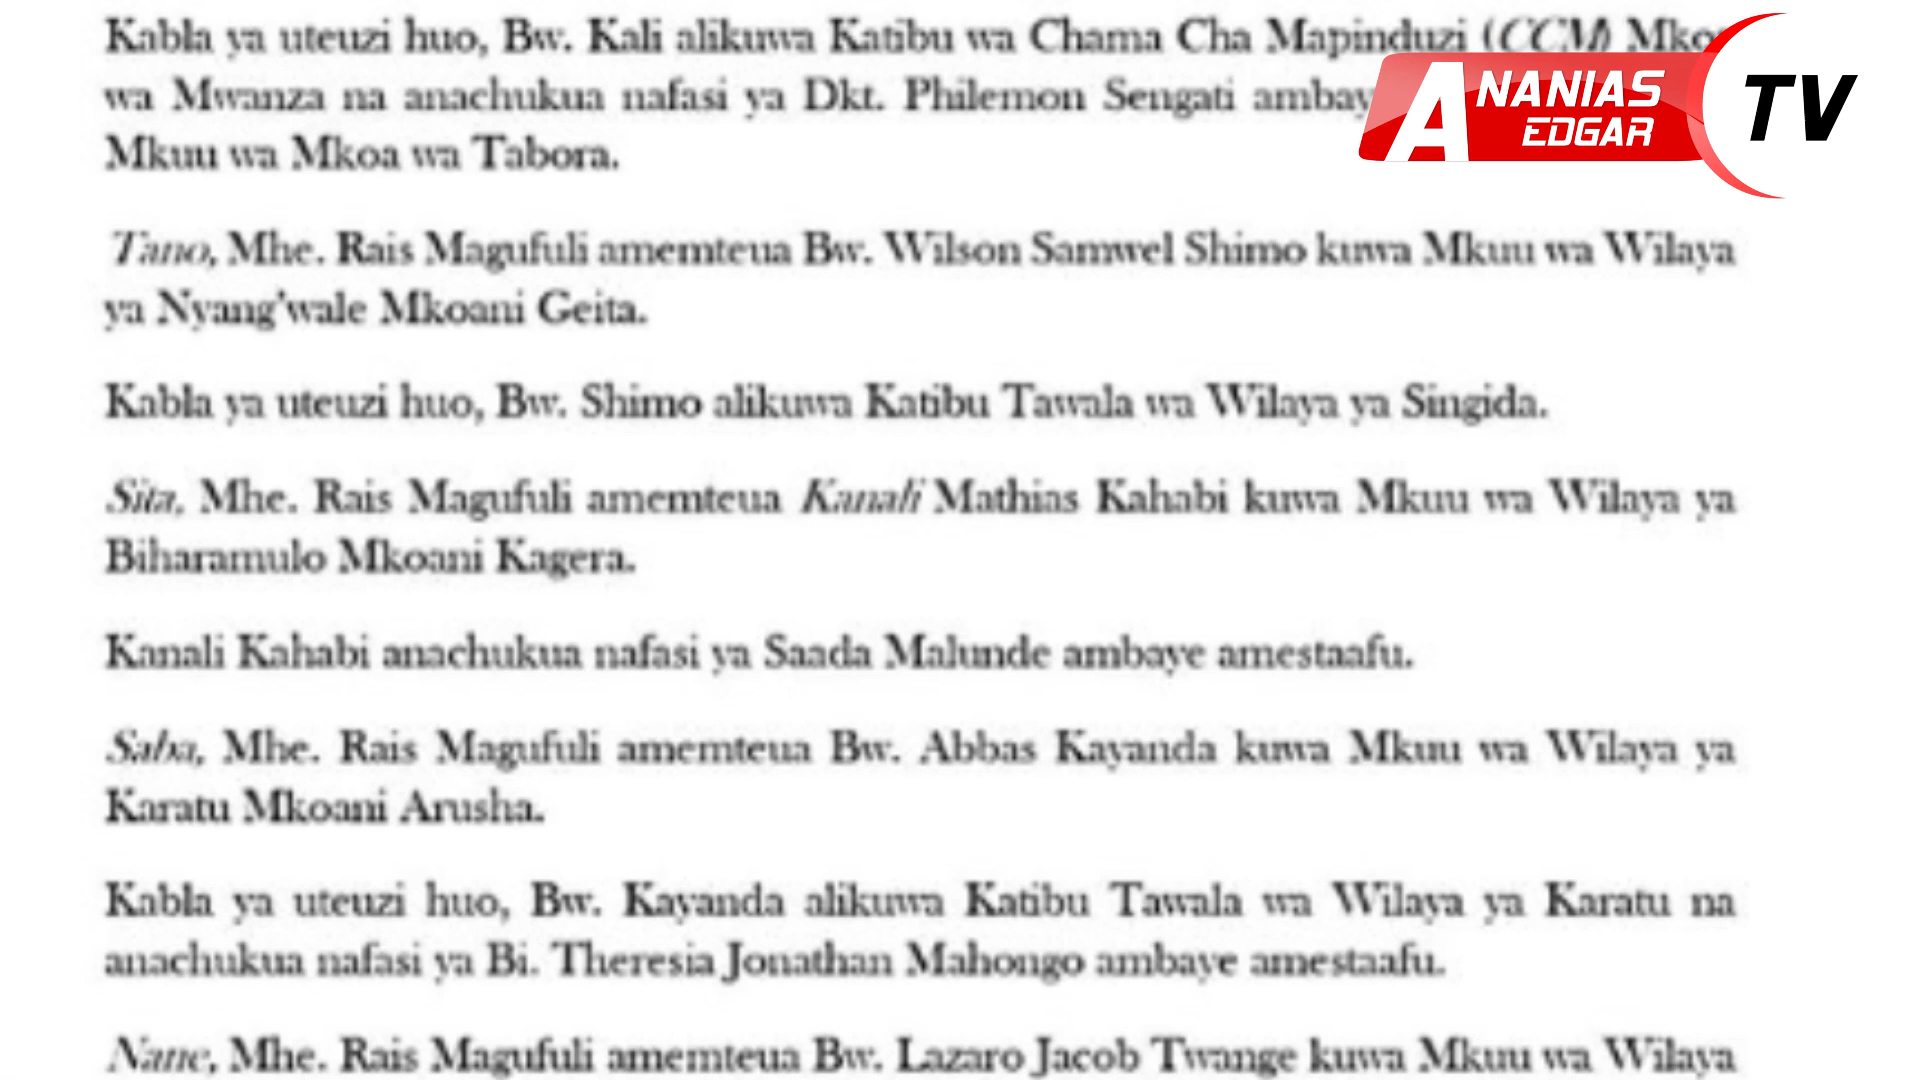 Kabla ya uteuzi huo, Bw. Kali alikuwa Katibu wa Chama Cha Mapinduzi (CCM)
wa Mwanza na anachukua nafasi ya Dkt. Philemon Sengati
Mkuu wa Mkoa wa Tabora.
ANANIAS
EDGAR
TV
Tano, Mhe. Rais Magufuli amemteua Bw. Wilson Samwel Shimo kuwa Mkuu wa Wilaya
ya Nyang'wale Mkoani Geita.
Kabla ya uteuzi huo, Bw. Shimo alikuwa Katibu Tawala wa Wilaya ya Singida.
Sita, Mhe. Rais Magufuli amemteua Kanali Mathias Kahabi kuwa Mkuu wa Wilaya ya
Biharamulo Mkoani Kagera.
Kanali Kahabi anachukua nafasi ya Saada Malunde ambaye amestaafu.
Saba, Mhe. Rais Magufuli amemteua Bw. Abbas Kayanda kuwa Mkuu wa Wilaya ya
Karatu Mkoani Arusha.
Kabla ya uteuzi huo, Bw. Kayanda alikuwa Katibu Tawala wa Wilaya ya Karatu na
anachukua nafasi ya Bi. Theresia Jonathan Mahongo ambaye amestaafu.
Nane, Mhe. Rais Magufuli amemteua Bw. Lazaro Jacob Twange kuwa Mkuu wa Wilaya